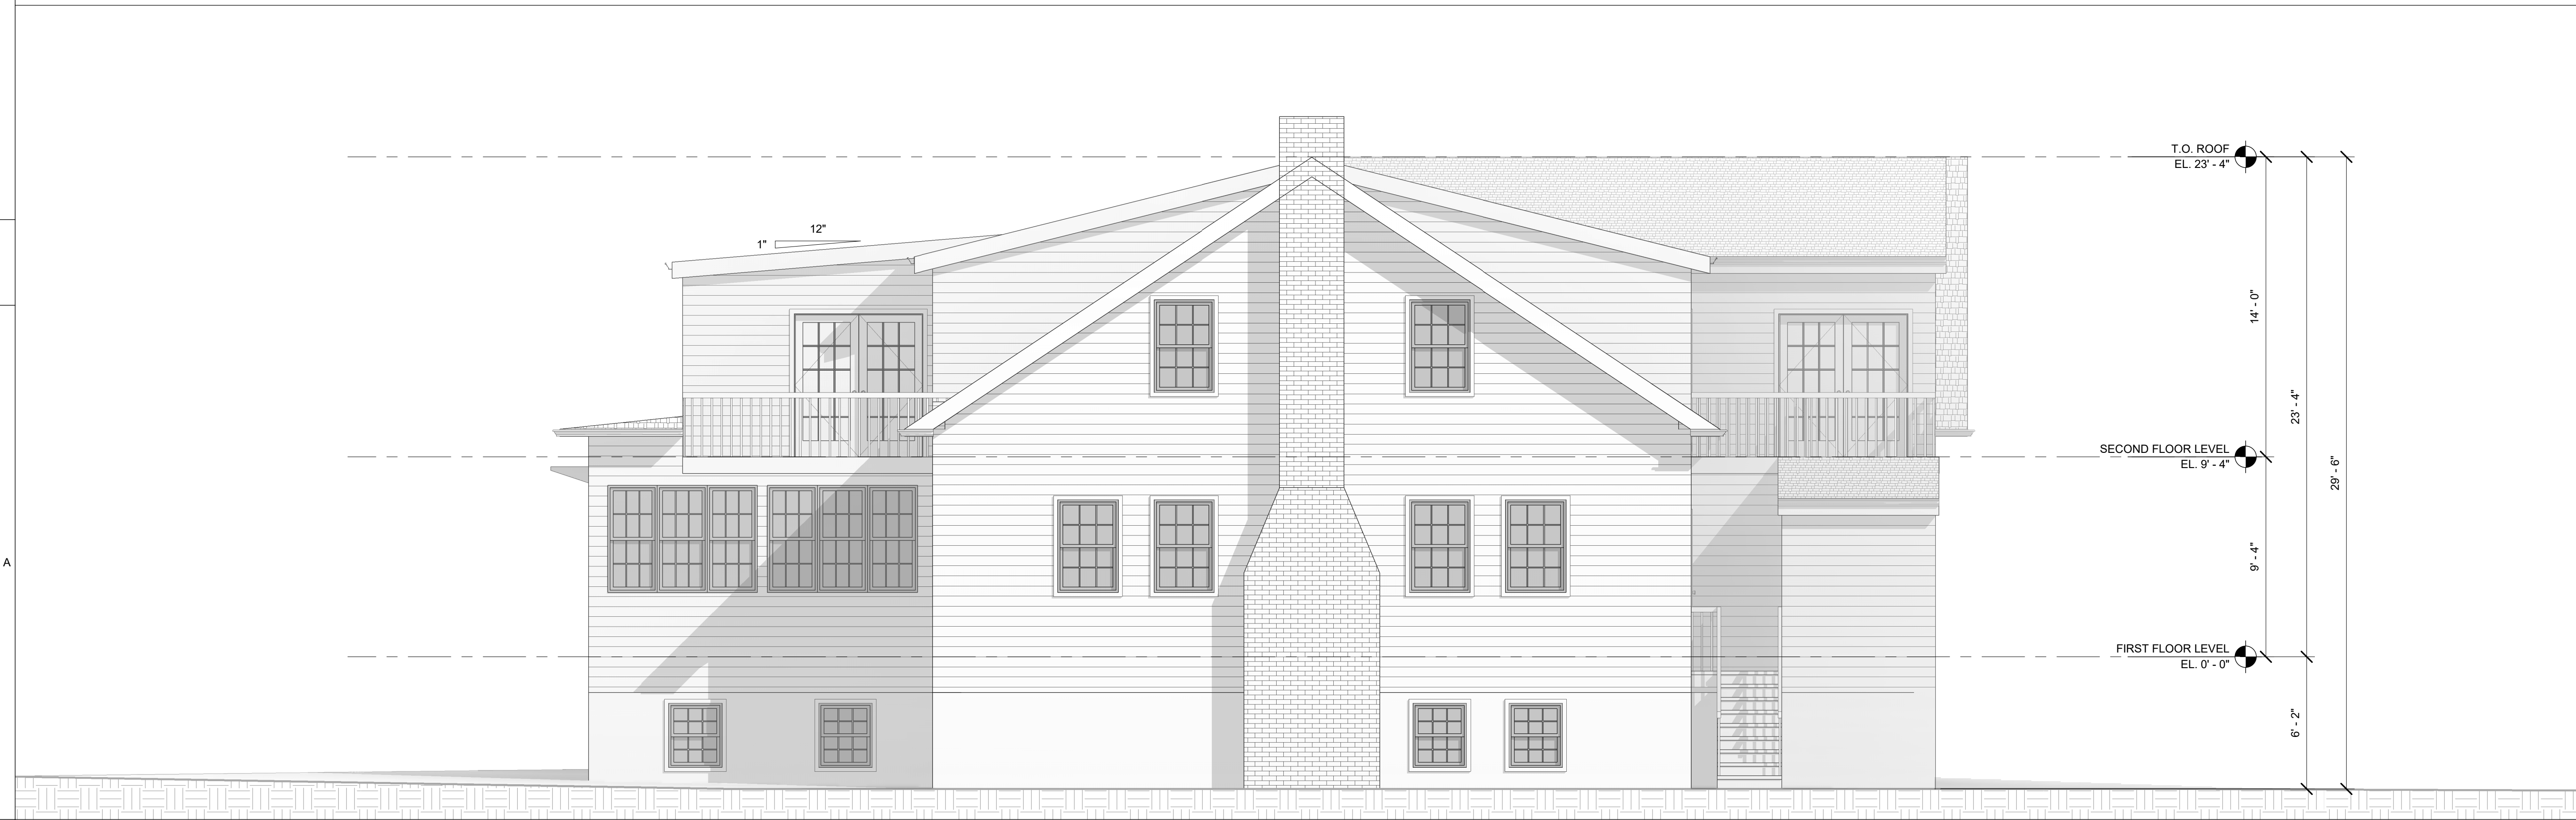 T.O. ROOF
EL. 23' - 4"
12"
1"
14' - 0"
23' - 4"
SECOND FLOOR LEVEL
EL. 9' - 4"
29' - 6"
9' - 4"
A
FIRST FLOOR LEVEL
EL. 0' - 0"
6' - 2"